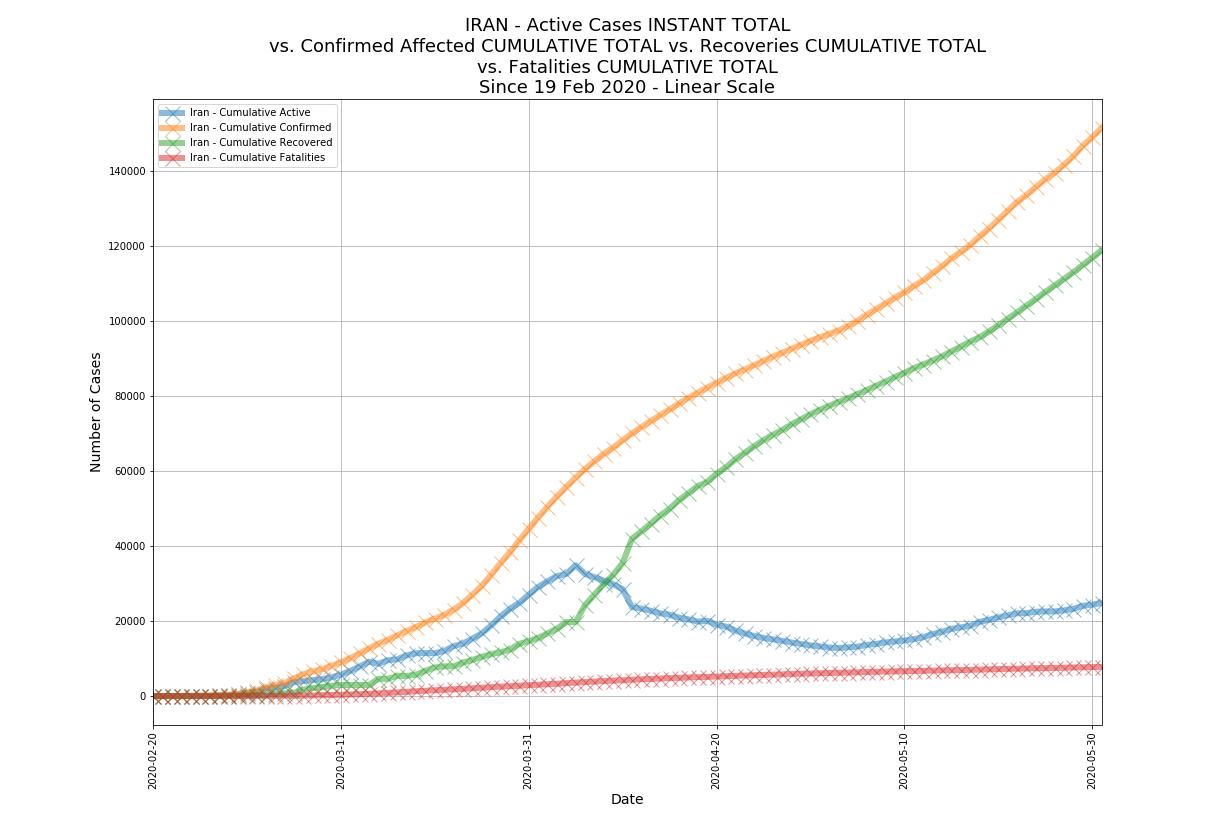 IRAN - Active Cases INSTANT TOTAL
vs. Confirmed Affected CUMULATIVE TOTAL vs. Recoveries CUMULATIVE TOTAL
vs. Fatalities CUMULATIVE TOTAL
Since 19 Feb 2020 - Linear Scale
Iran - Cumulative Active
Iran - Cumulative Confirmed
Iran - Cumulative Recovered
Iran - Cumulative Fatalities
Number of Cases
140000
120000
100000
80000
60000
40000
20000
0
2020-02-20
2020-03-11
2020-03-31
2020-04-20
2020-05-10
2020-05-30
Date